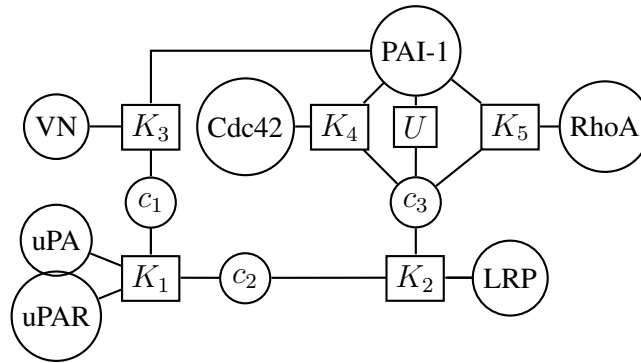 PAI-1
VN
K₃
Cdc42
K₄
U
K₅
RhoA
c₁
c₃
uPA
K₁
c₂
K₂
LRP
uPAR